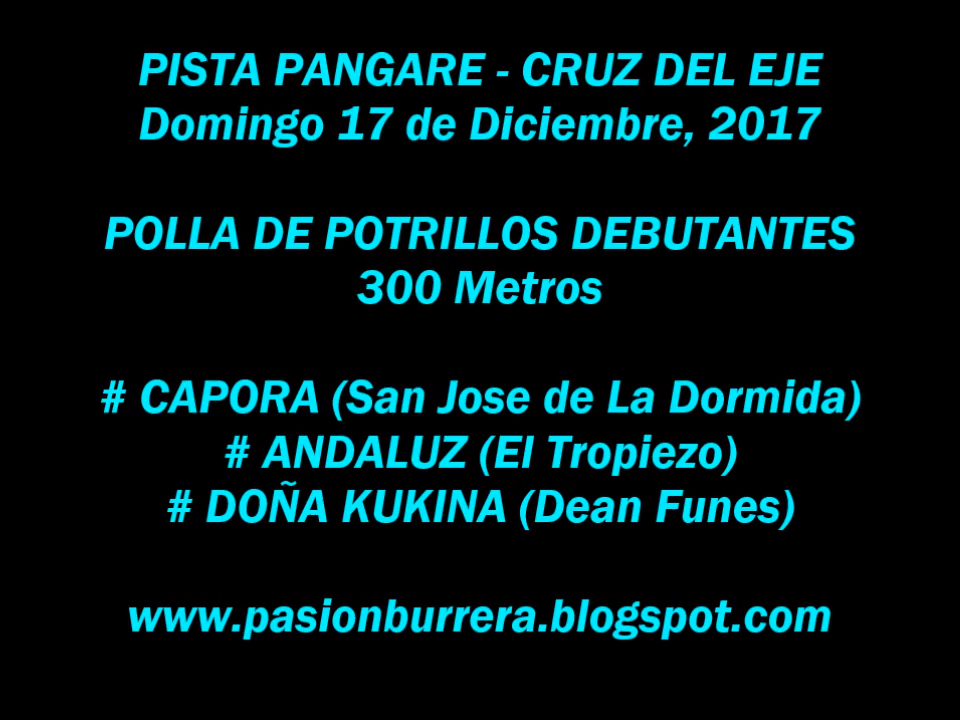 PISTA PANGARE - CRUZ DEL EJE
Domingo 17 de Diciembre, 2017
POLLA DE POTRILLOS DEBUTANTES
300 Metros
# CAPORA (San Jose de La Dormida)
# ANDALUZ (El Tropiezo)
# DOÑA KUKINA (Dean Funes)
www.pasionburrera.blogspot.com